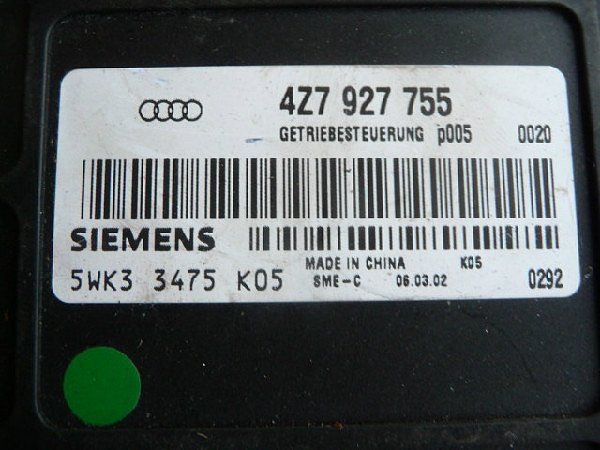 4Z7 927 755
GETRIEBESTEUERUNG p005 0020
SIEMENS
MADE IN CHINA K05
5WK3 3475 K05 SME-C 06.03.02 0292